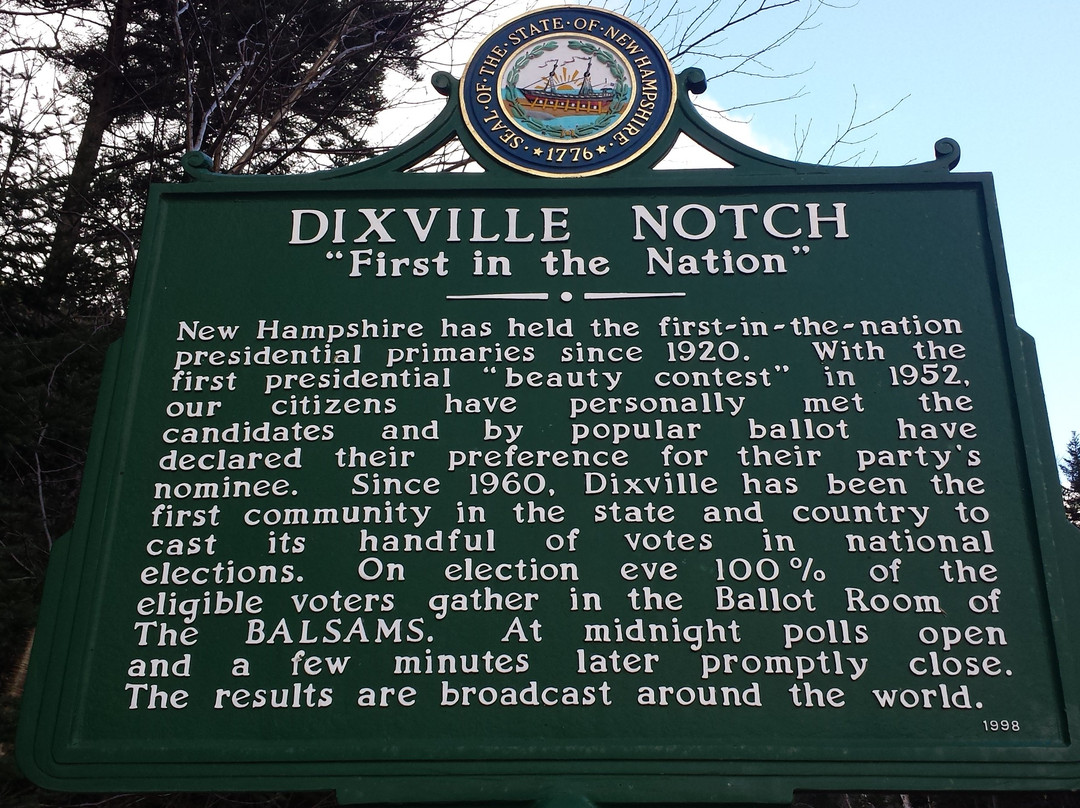 SEAL·OF·THE·STATE·OF·NEW HAMPSHIRE·
★1776★
DIXVILLE NOTCH
"First in the Nation"
New Hampshire has held the first-in-the-nation
presidential primaries since 1920. With the
first presidential "beauty contest" in 1952,
our citizens have personally met the
candidates and by popular ballot have
declared their preference for their party's
nominee. Since 1960, Dixville has been the
first community in the state and country to
cast its handful of votes in national
elections. On election eve 100% of the
eligible voters gather in the Ballot Room of
The BALSAMS. At midnight polls open
and a few minutes later promptly close.
The results are broadcast around the world.
1998